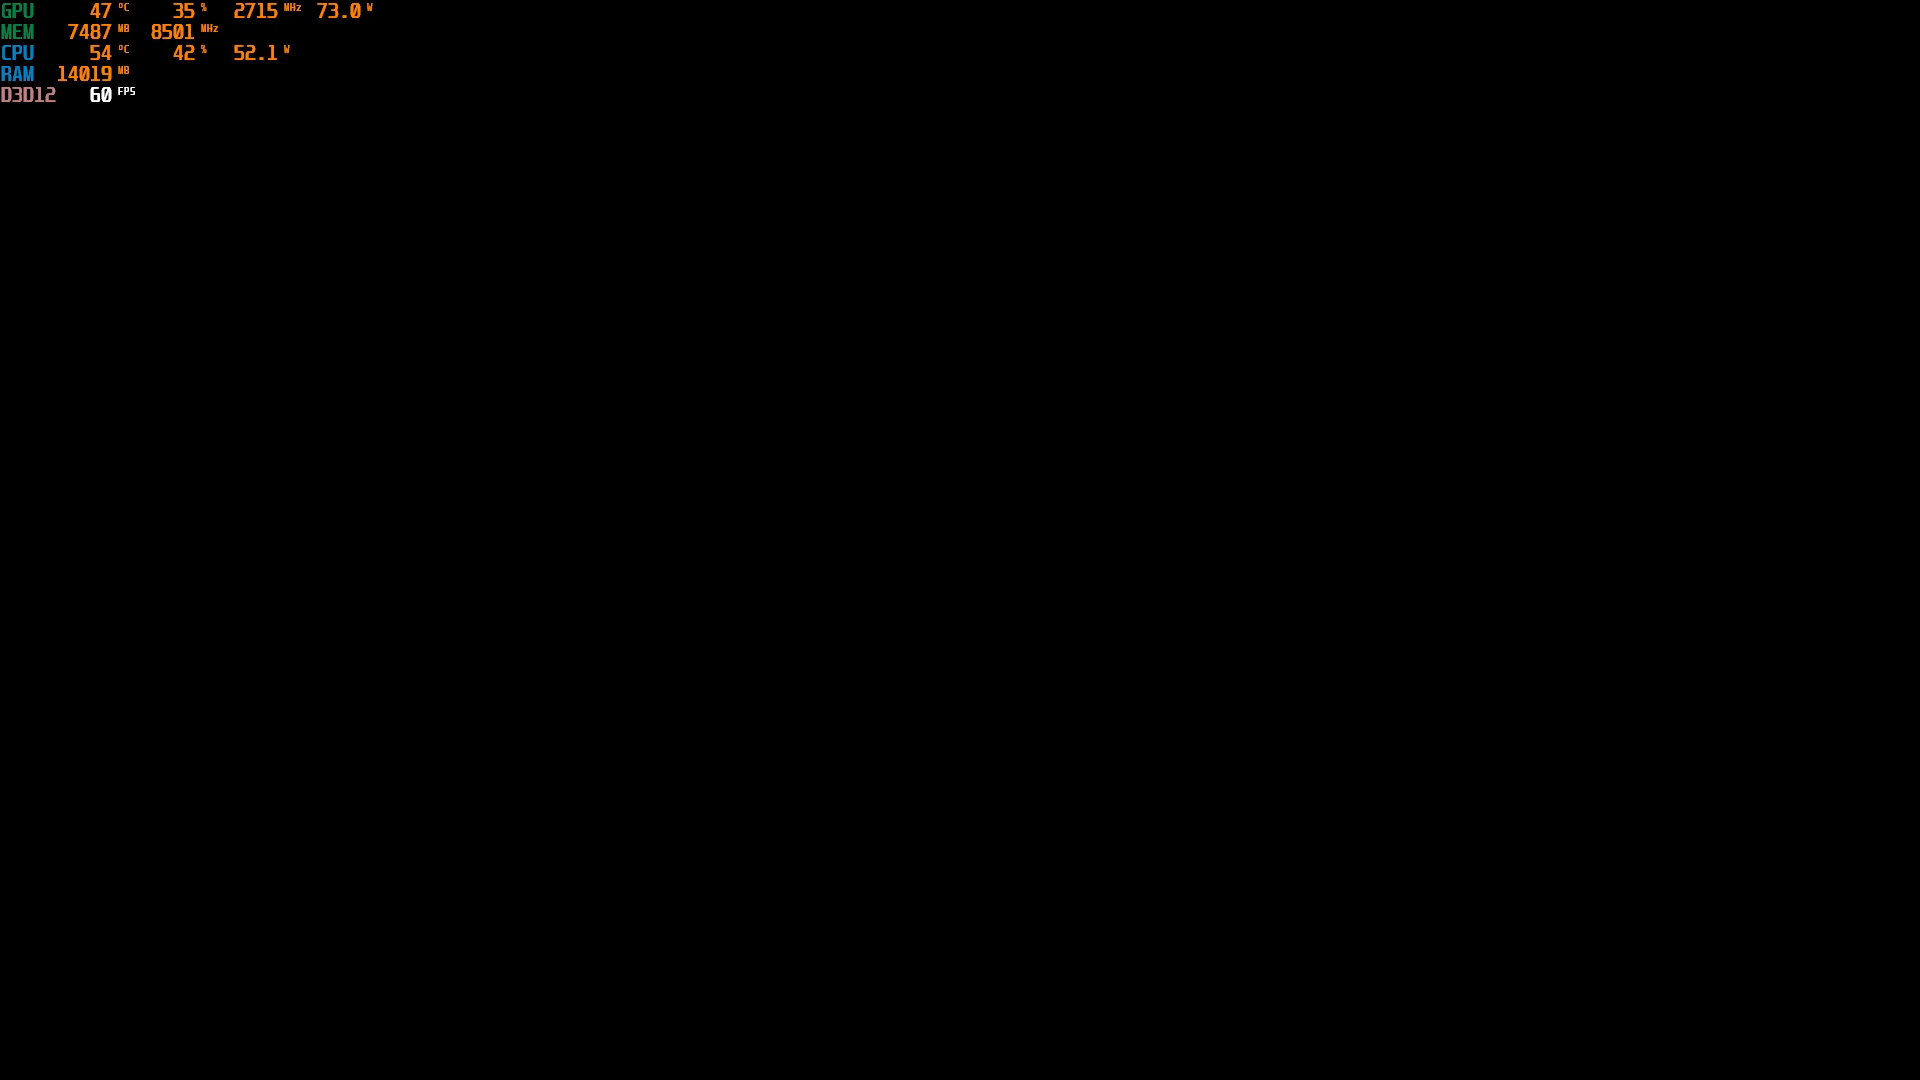 GPU 47 °C 35 % 2715 MHz 73.0 W
MEM 7487 MB 8501 MHz
CPU 54 °C 42 % 52.1 W
RAM 14019 MB
D3D12 60 FPS